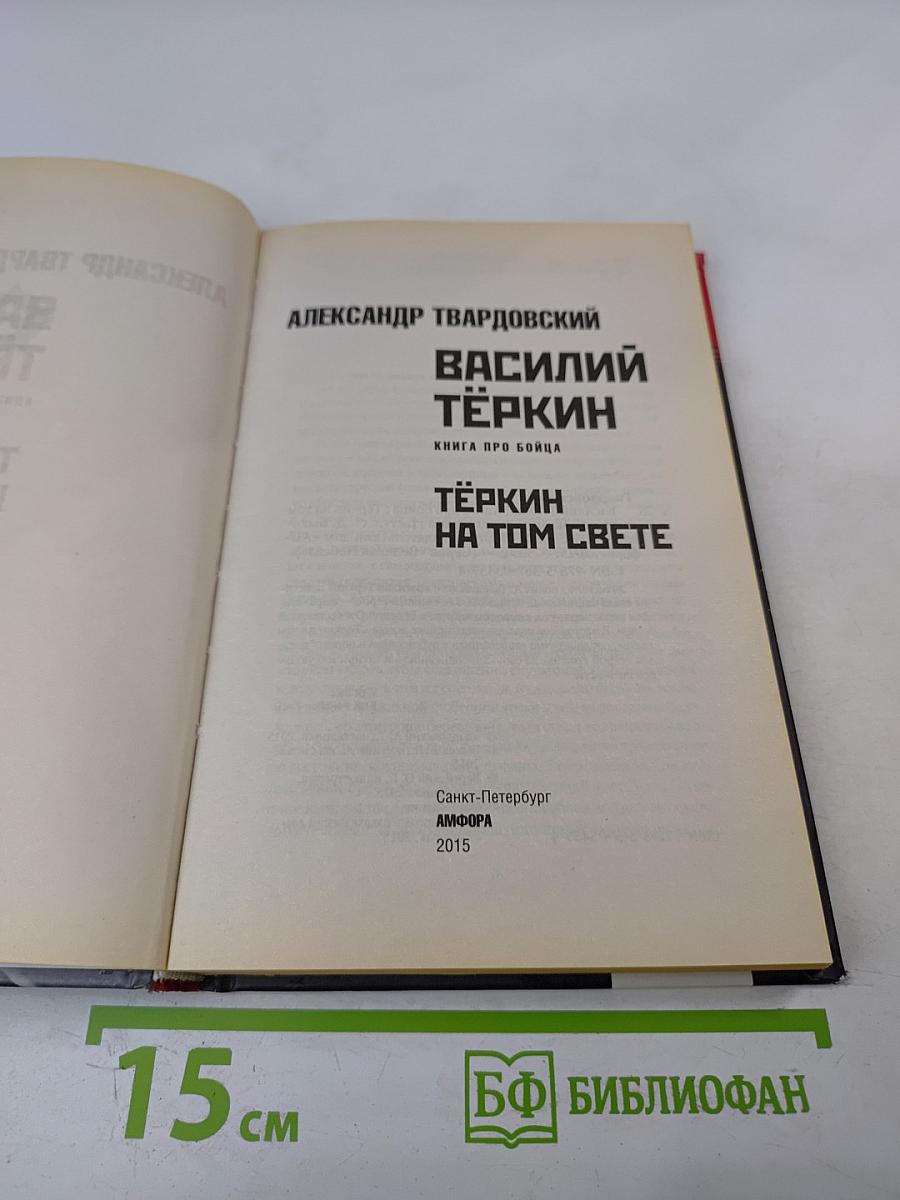 АЛЕКСАНДР ТВАРДОВСКИЙ
ВАСИЛИЙ
ТЁРКИН
КНИГА ПРО БОЙЦА
ТЁРКИН
НА ТОМ СВЕТЕ
Санкт-Петербург
АМФОРА
2015
15 см
БФ БИБЛИОФАН